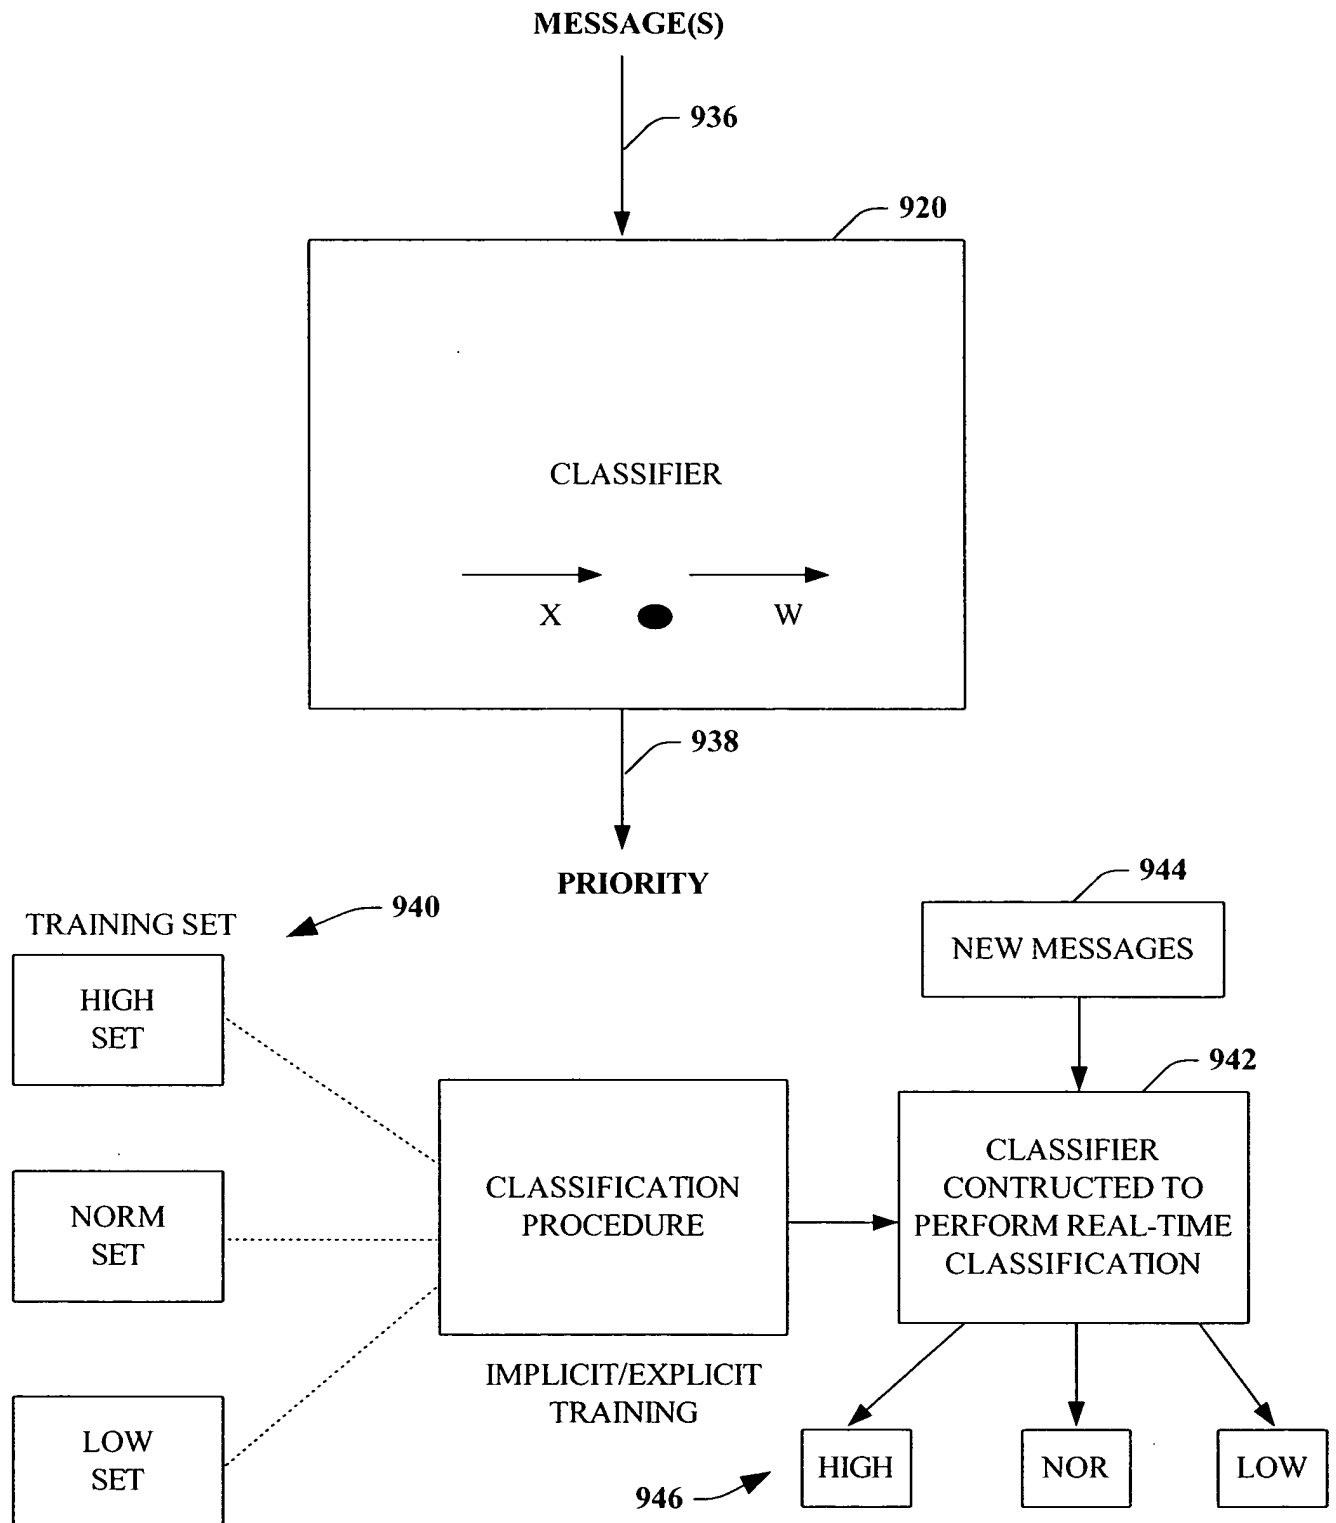 MESSAGE(S)
936
920
CLASSIFIER
X
W
938
PRIORITY
944
NEW MESSAGES
940
TRAINING SET
HIGH
SET
942
CLASSIFIER
CONTRUCTED TO
PERFORM REAL-TIME
CLASSIFICATION
CLASSIFICATION
PROCEDURE
NORM
SET
IMPLICIT/EXPLICIT
TRAINING
LOW
SET
HIGH
NOR
LOW
946